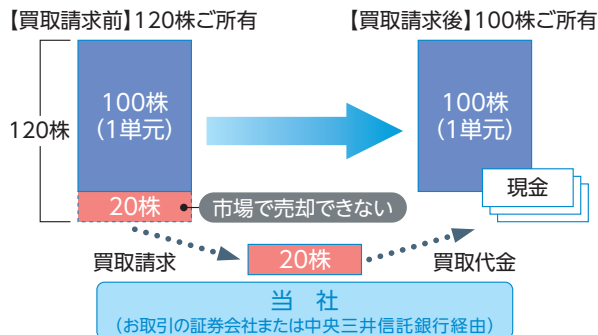 【買取請求前】120株ご所有
【買取請求後】100株ご所有
120株
100株
(1単元)
100株
(1単元)
20株
市場で売却できない
現金
買取請求
20株
買取代金
当 社
(お取引の証券会社または中央三井信託銀行経由)